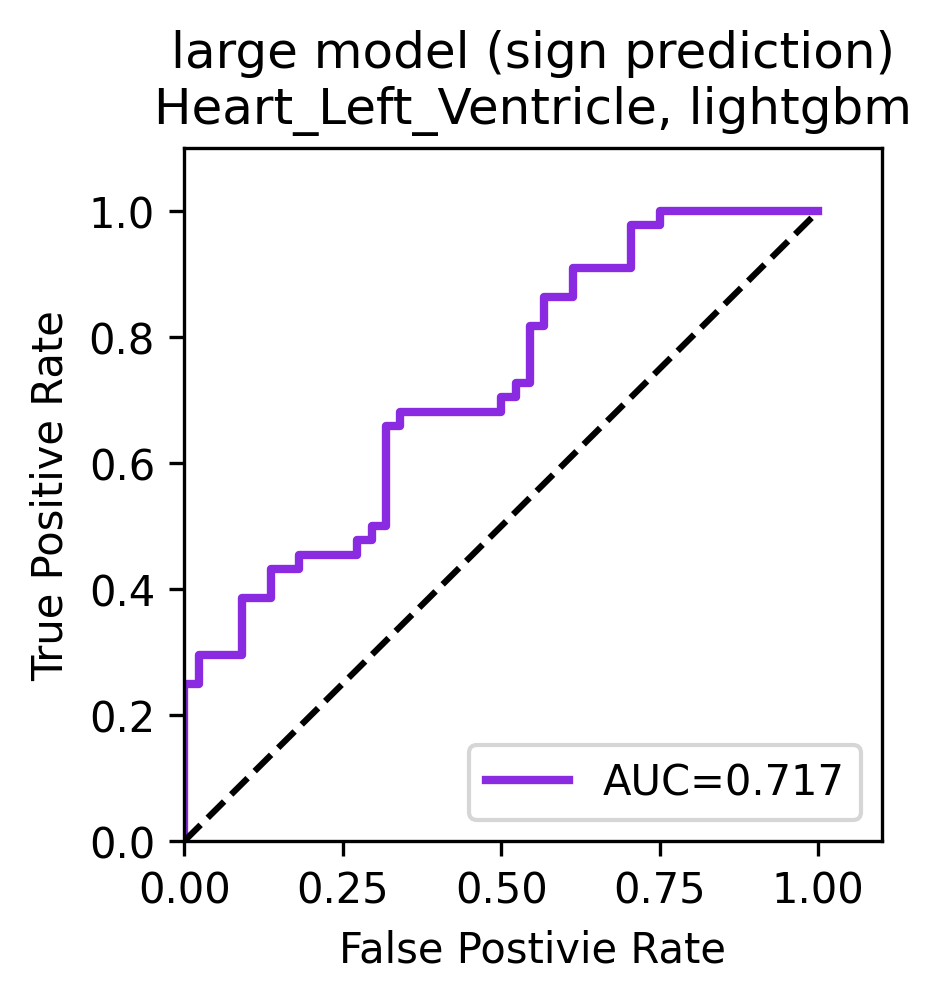 large model (sign prediction)
Heart_Left_Ventricle, lightgbm
1.0
0.8
0.6
0.4
0.2
0.0
True Positive Rate
AUC=0.717
0.00 0.25 0.50 0.75 1.00
False Postivie Rate